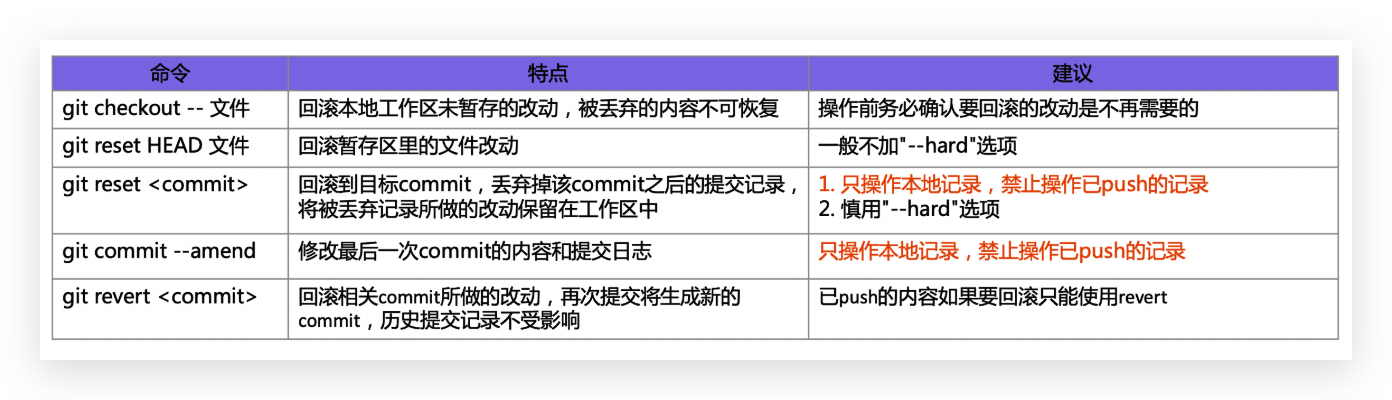 命令 特点 建议
git checkout -- 文件 回滚本地工作区未暂存的改动，被丢弃的内容不可恢复 操作前务必确认要回滚的改动是不再需要的
git reset HEAD 文件 回滚暂存区里的文件改动 一般不加"--hard"选项
git reset <commit> 回滚到目标commit，丢弃掉该commit之后的提交记录， 1. 只操作本地记录，禁止操作已push的记录
将被丢弃记录所做的改动保留在工作区中 2. 慎用"--hard"选项
git commit --amend 修改最后一次commit的内容和提交日志 只操作本地记录，禁止操作已push的记录
git revert <commit> 回滚相关commit所做的改动，再次提交将生成新的 已push的内容如果要回滚只能使用revert
commit，历史提交记录不受影响